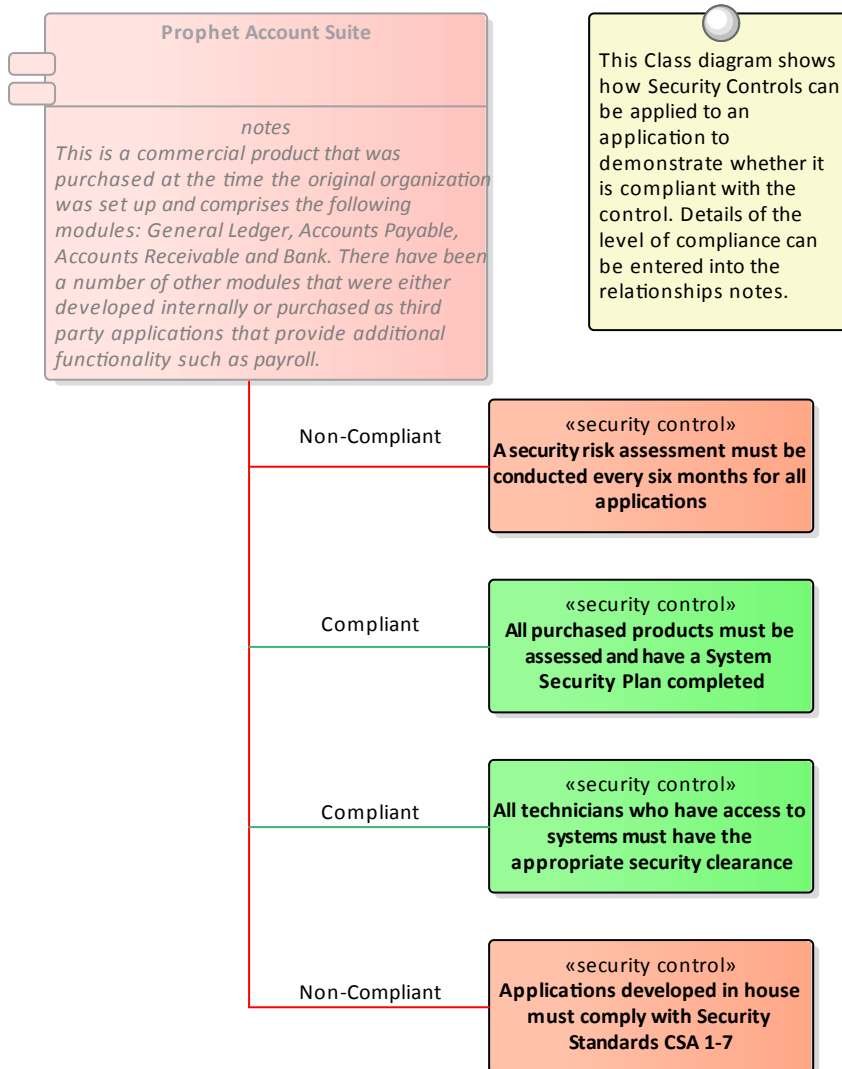 Prophet Account Suite
notes
This is a commercial product that was
purchased at the time the original organization
was set up and comprises the following
modules: General Ledger, Accounts Payable,
Accounts Receivable and Bank. There have been
a number of other modules that were either
developed internally or purchased as third
party applications that provide additional
functionality such as payroll.
This Class diagram shows
how Security Controls can
be applied to an
application to
demonstrate whether it
is compliant with the
control. Details of the
level of compliance can
be entered into the
relationships notes.
Non-Compliant
«security control»
A security risk assessment must be
conducted every six months for all
applications
Compliant
«security control»
All purchased products must be
assessed and have a System
Security Plan completed
Compliant
«security control»
All technicians who have access to
systems must have the
appropriate security clearance
Non-Compliant
«security control»
Applications developed in house
must comply with Security
Standards CSA 1-7